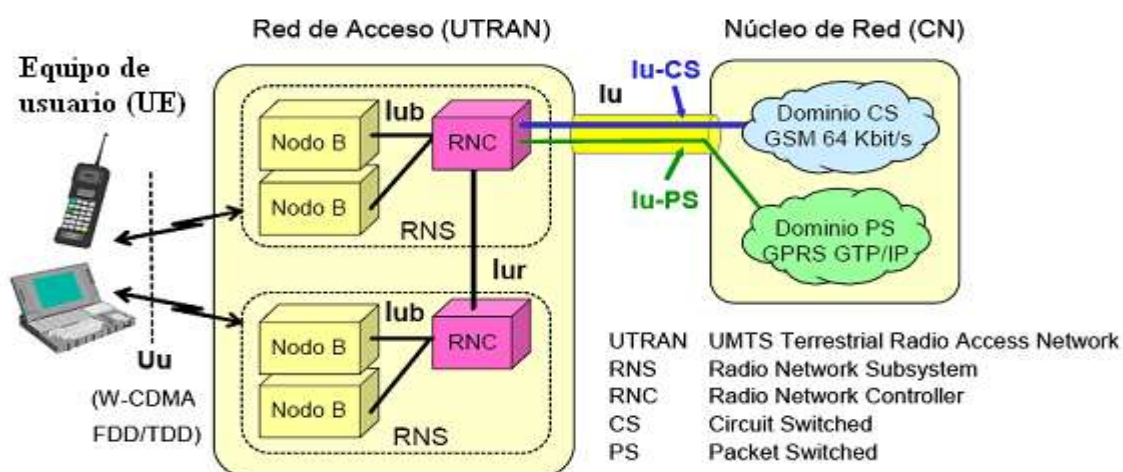 Red de Acceso (UTRAN)
Núcleo de Red (CN)
Equipo de
usuario (UE)
Iub
Nodo B
Nodo B
RNC
RNS
Iu
Iu-CS
Iu-PS
Dominio CS
GSM 64 Kbit/s
Dominio PS
GPRS GTP/IP
Iur
Iub
Nodo B
Nodo B
RNC
RNS
Uu
(W-CDMA
FDD/TDD)
UTRAN UMTS Terrestrial Radio Access Network
RNS Radio Network Subsystem
RNC Radio Network Controller
CS Circuit Switched
PS Packet Switched